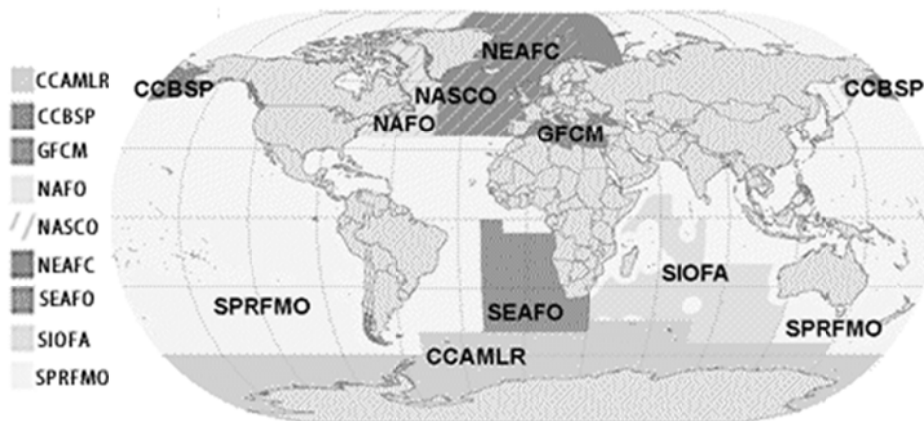 CCAMLR
CCBSP
GFCM
NAFO
NASCO
NEAFC
SEAFO
SIOFA
SPRFMO
NEAFC
CCBSP
CCBSP
NASCO
NAFO
GFCM
SIOFA
SPRFMO
SEAFO
SPRFMO
CCAMLR